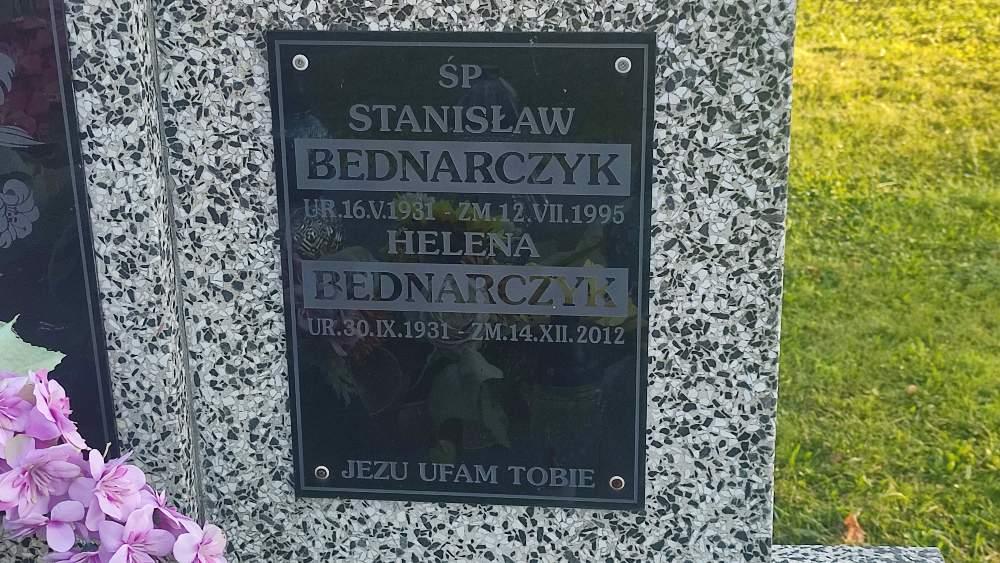 ŚP
STANISŁAW
BEDNARCZYK
UR.16.V.1931 - ZM.12.VII.1995
HELENA
BEDNARCZYK
UR.30.IX.1931 - ZM.14.XII.2012
JEZU UFAM TOBIE